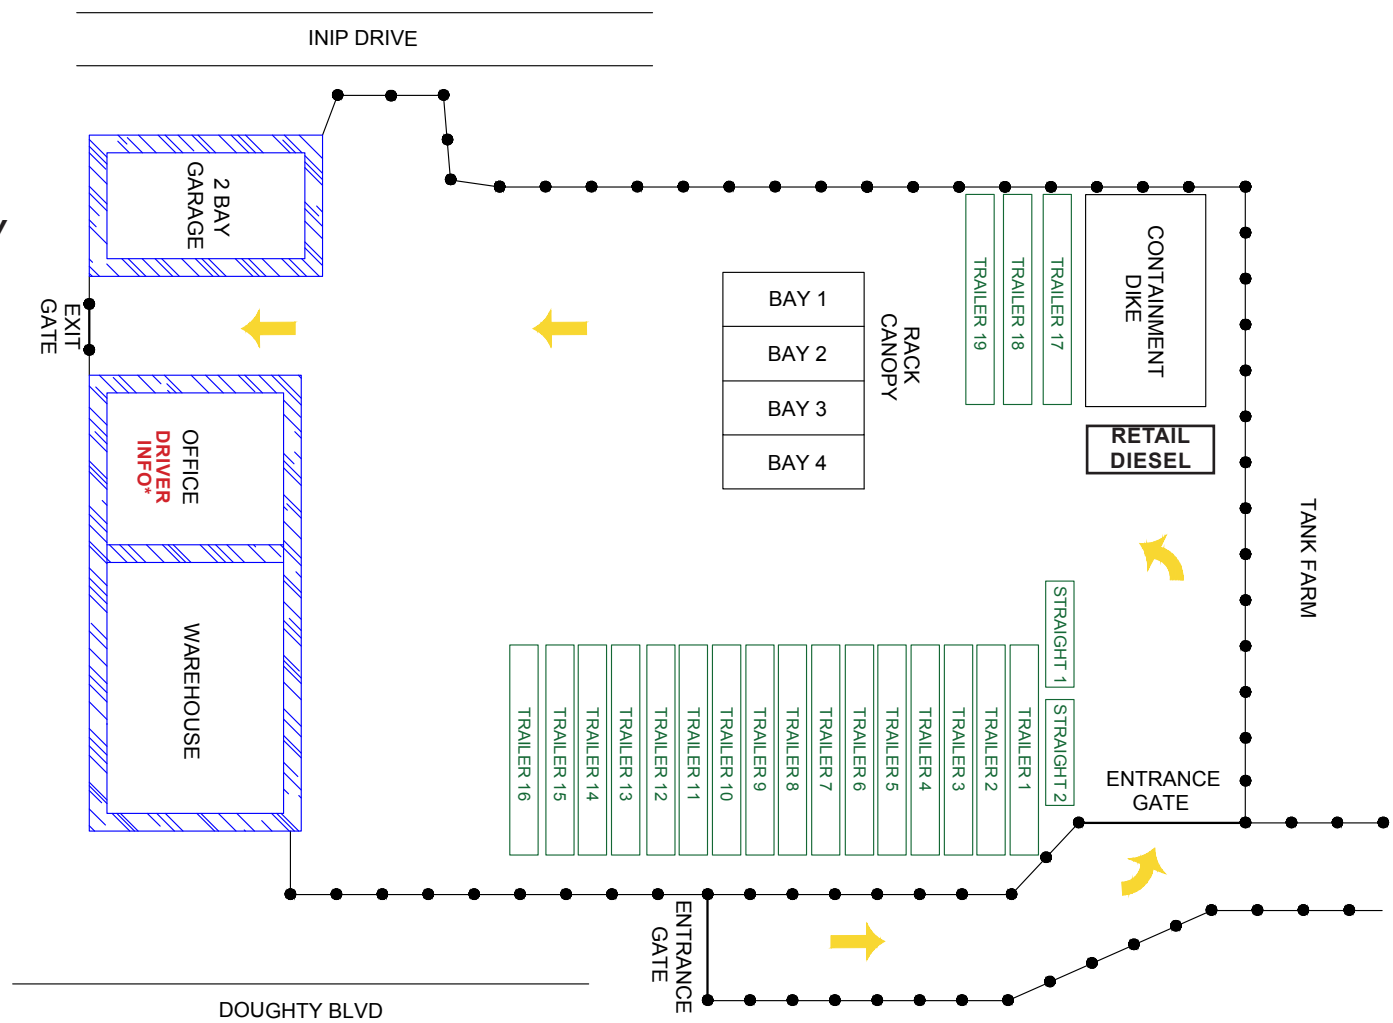 INIP DRIVE
2 BAY
GARAGE
EXIT
GATE
OFFICE
DRIVER
INFO*
WAREHOUSE
BAY 1
BAY 2
BAY 3
BAY 4
RACK
CANOPY
TRAILER 19
TRAILER 18
TRAILER 17
CONTAINMENT
DIKE
RETAIL
DIESEL
TANK FARM
STRAIGHT 1
STRAIGHT 2
TRAILER 16
TRAILER 15
TRAILER 14
TRAILER 13
TRAILER 12
TRAILER 11
TRAILER 10
TRAILER 9
TRAILER 8
TRAILER 7
TRAILER 6
TRAILER 5
TRAILER 4
TRAILER 3
TRAILER 2
TRAILER 1
ENTRANCE
GATE
ENTRANCE
GATE
DOUGHTY BLVD